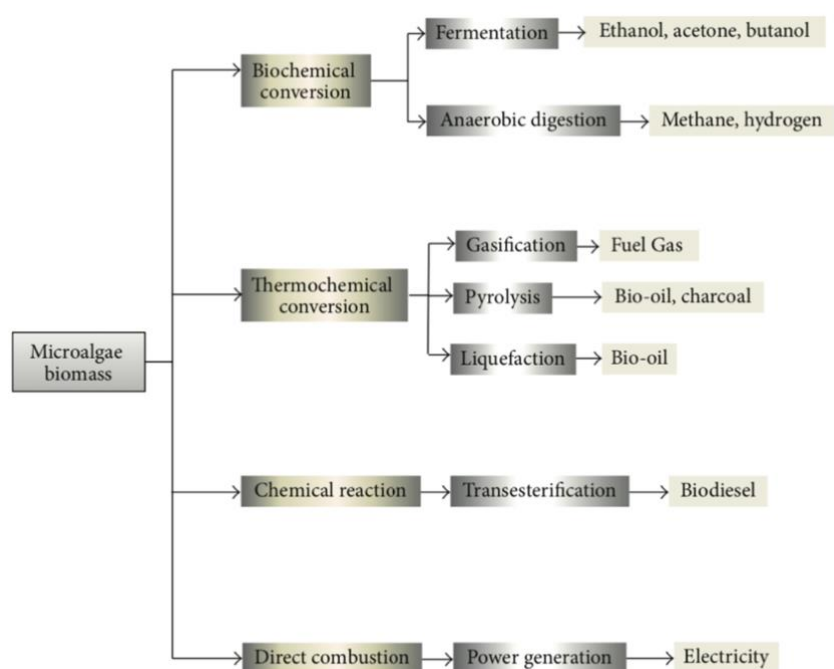 Fermentation
Ethanol, acetone, butanol
Biochemical
conversion
Anaerobic digestion
Methane, hydrogen
Gasification
Fuel Gas
Thermochemical
conversion
Pyrolysis
Bio-oil, charcoal
Microalgae
biomass
Liquefaction
Bio-oil
Chemical reaction
Transesterification
Biodiesel
Direct combustion
Power generation
Electricity